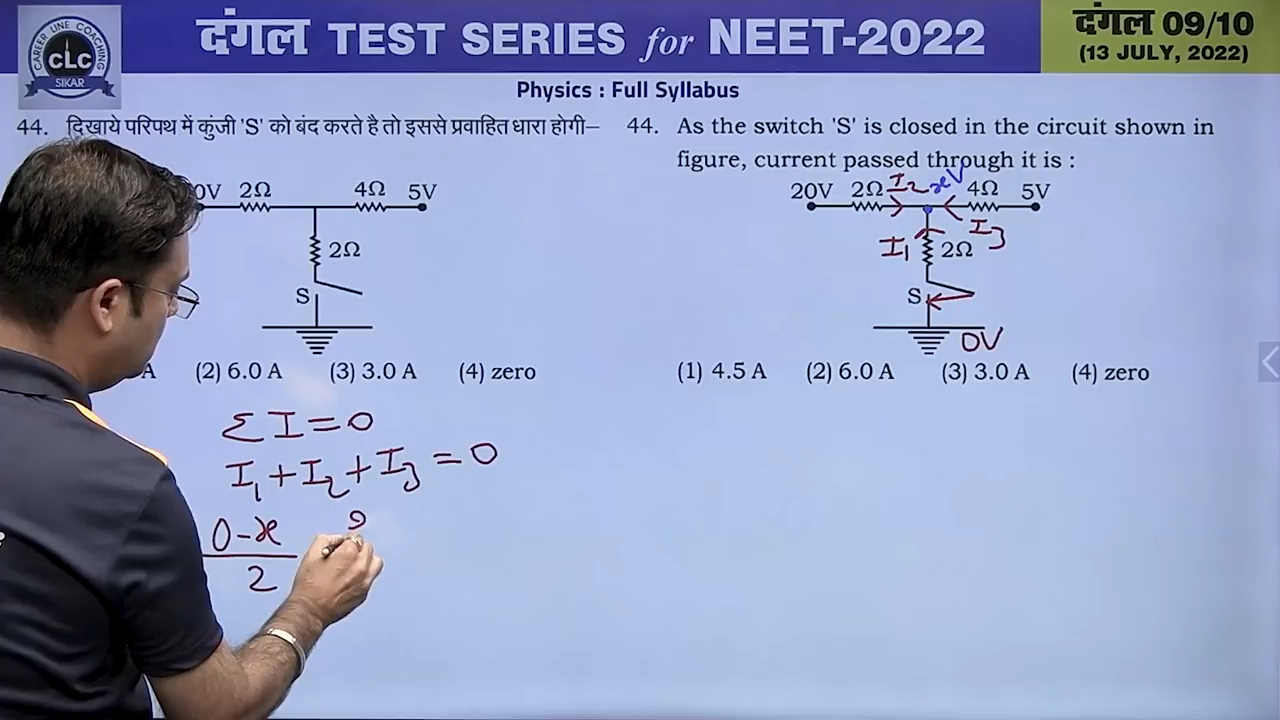 CAREER LINE COACHING
CLC
SIKAR
दंगल TEST SERIES for NEET-2022
दंगल 09/10
(13 JULY, 2022)
Physics : Full Syllabus
44. दिखाये परिपथ में कुंजी 'S' को बंद करते है तो इससे प्रवाहित धारा होगी–
0V 2Ω 4Ω 5V
2Ω
S
A (2) 6.0 A (3) 3.0 A (4) zero
ΣI=0
I₁+I₂+I₃=0
0-x
2
44. As the switch 'S' is closed in the circuit shown in
figure, current passed through it is :
20V 2Ω I₂ xV 4Ω 5V
I₁ 2Ω I₃
S
0V
(1) 4.5 A (2) 6.0 A (3) 3.0 A (4) zero